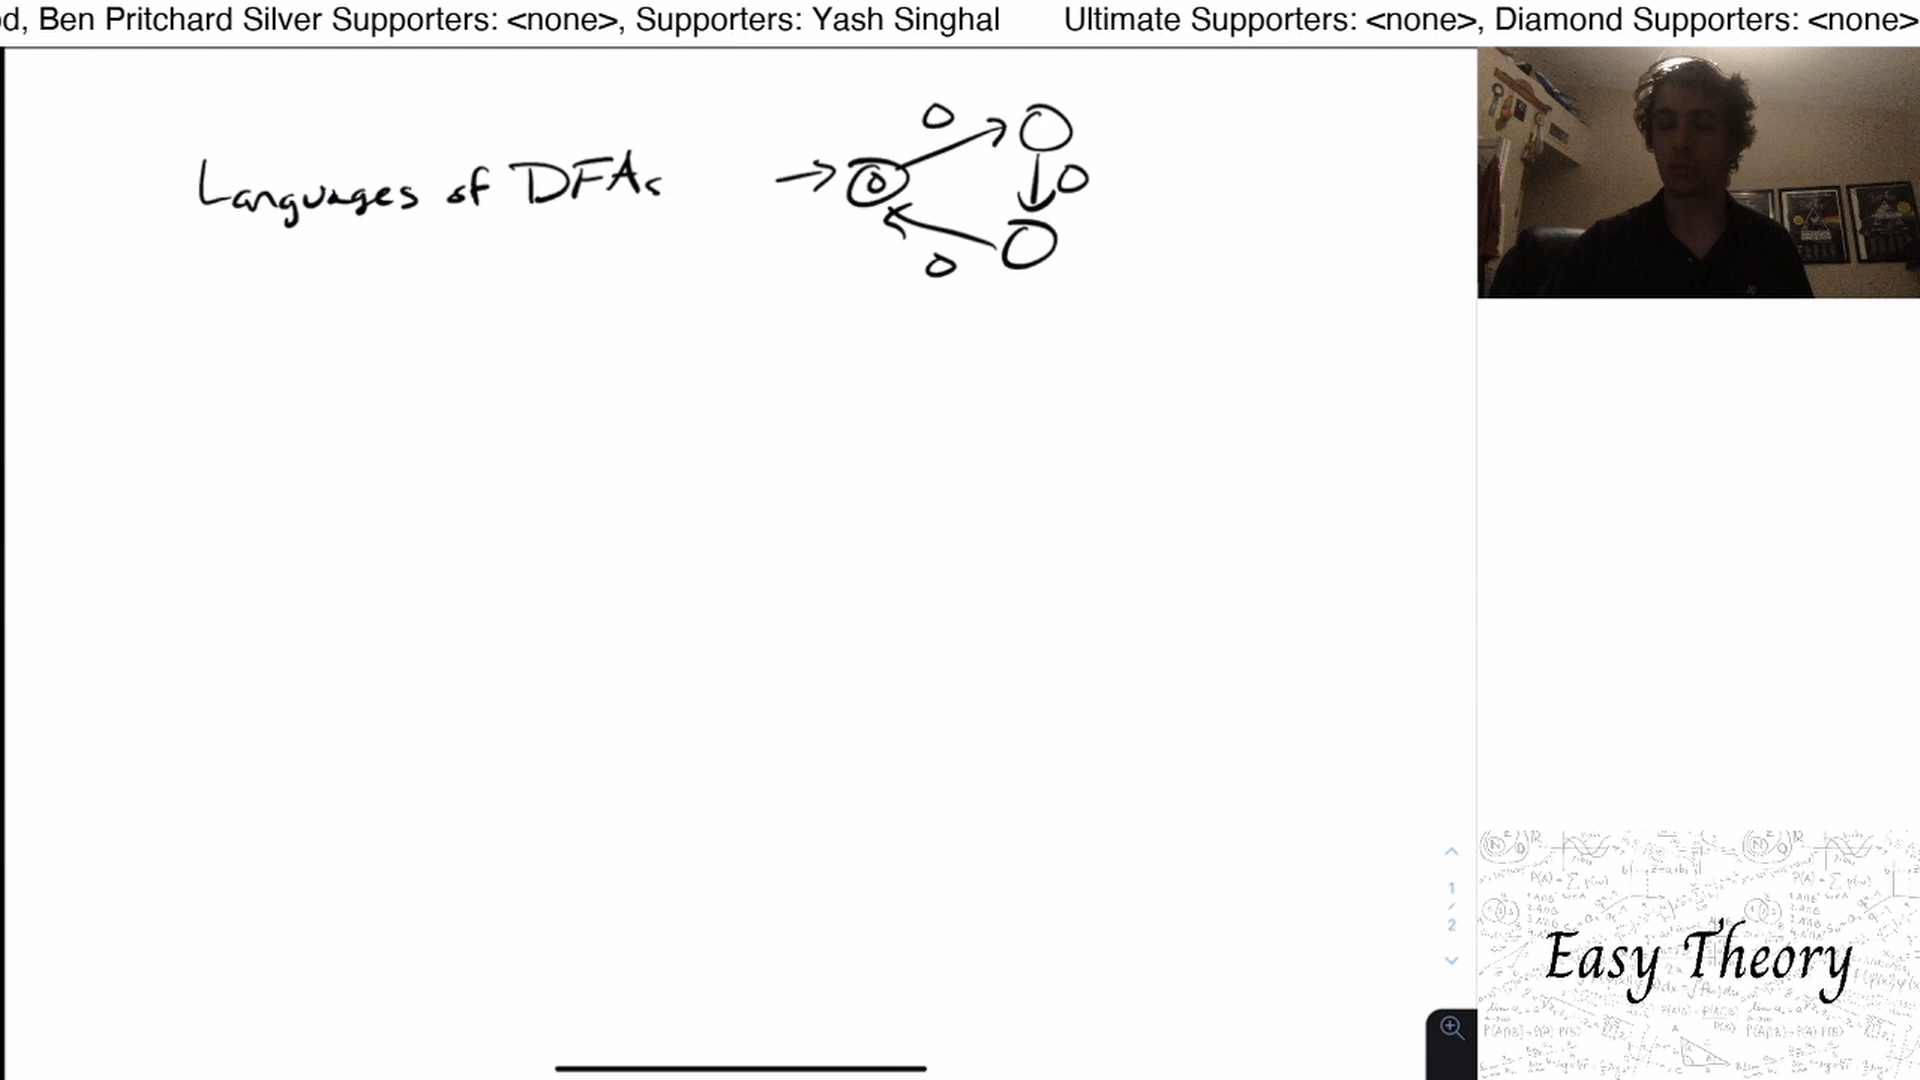 od, Ben Pritchard Silver Supporters: <none>, Supporters: Yash Singhal Ultimate Supporters: <none>, Diamond Supporters: <none>
Languages of DFAs
0
0
0
1
2
Easy Theory